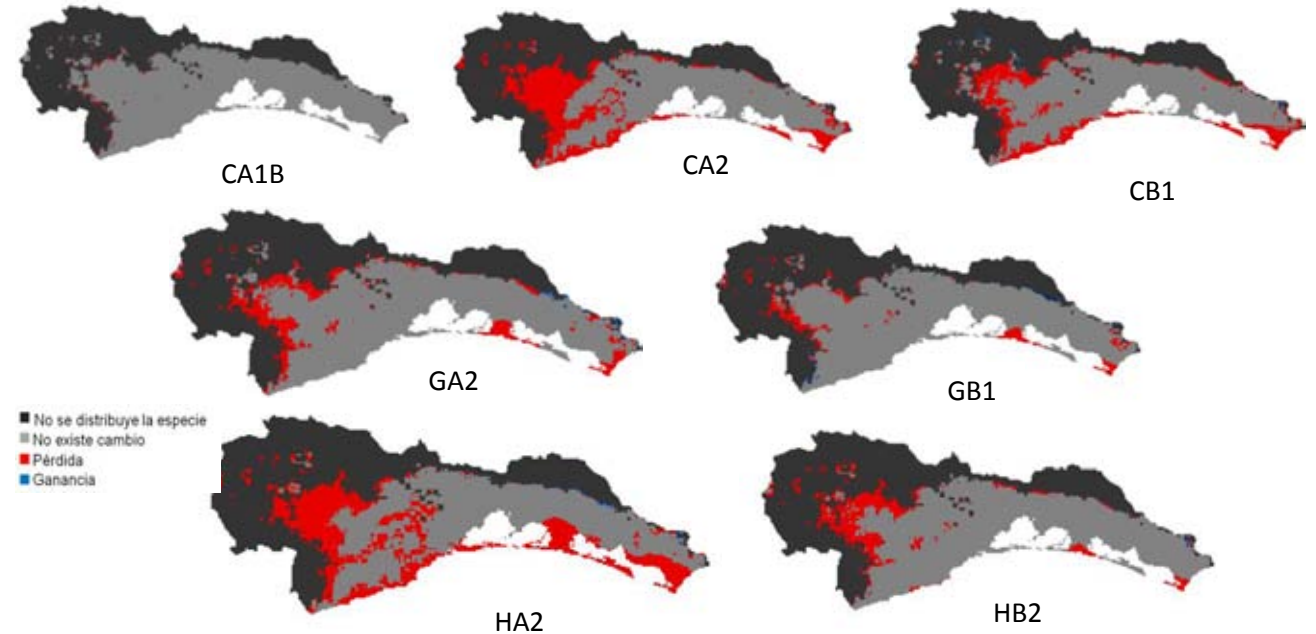 CA1B
CA2
CB1
GA2
GB1
No se distribuye la especie
No existe cambio
Pérdida
Ganancia
HA2
HB2